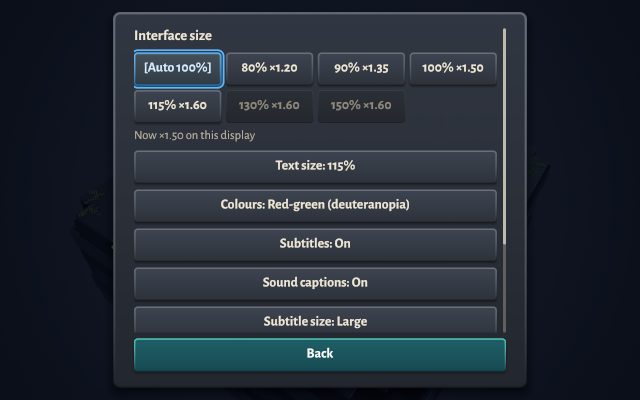 Interface size
[Auto 100%] 80% ×1.20 90% ×1.35 100% ×1.50
115% ×1.60 130% ×1.60 150% ×1.60
Now ×1.50 on this display
Text size: 115%
Colours: Red-green (deuteranopia)
Subtitles: On
Sound captions: On
Subtitle size: Large
Back